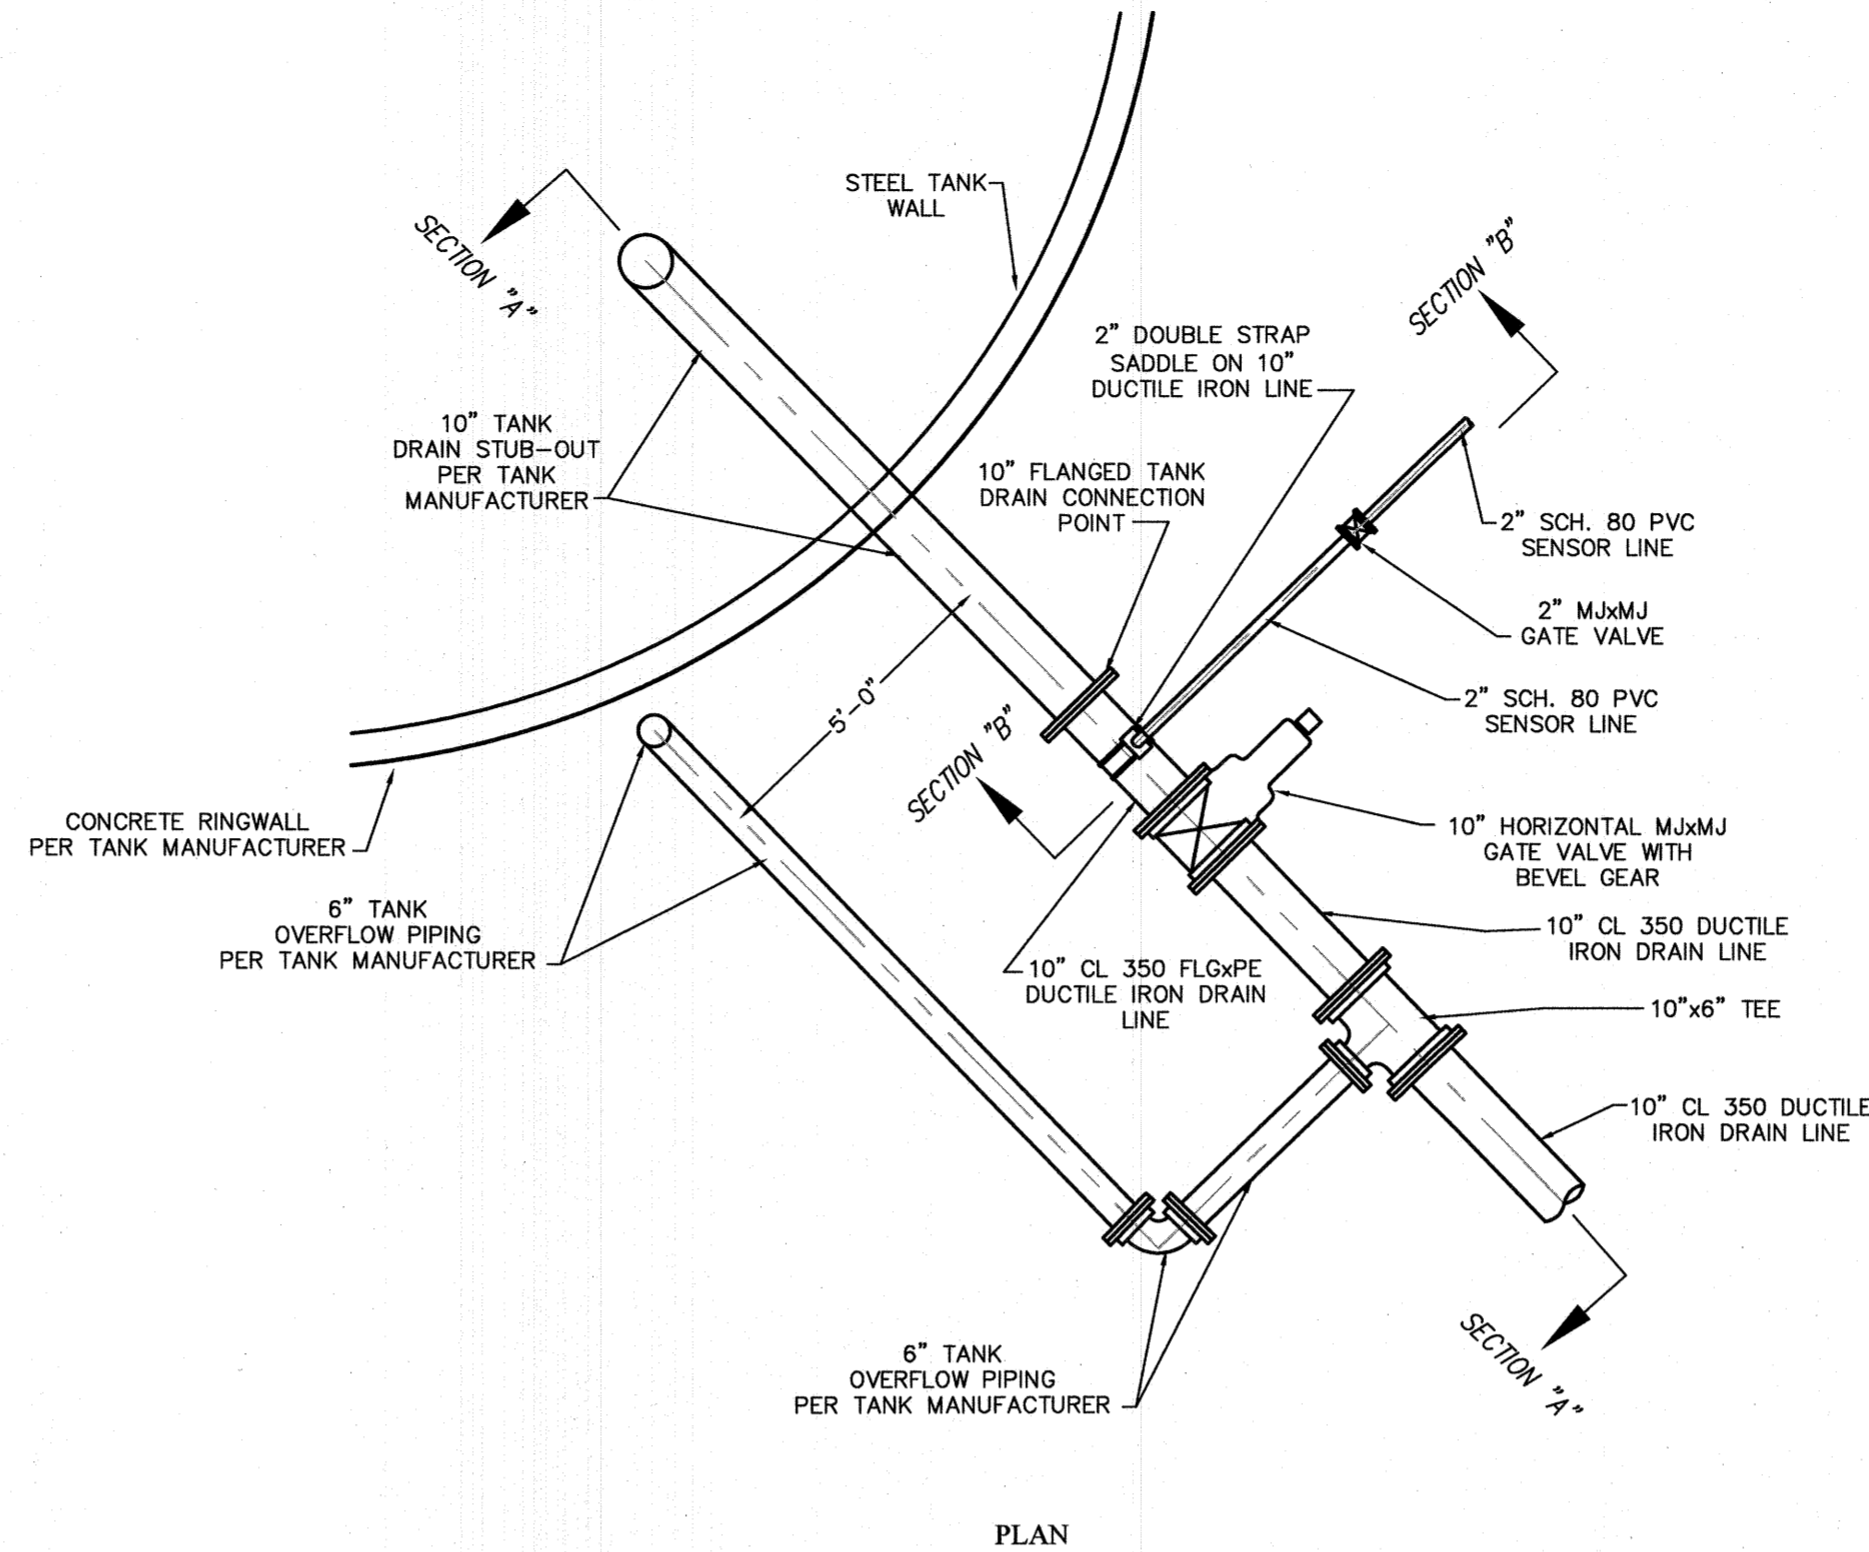 STEEL TANK
WALL
SECTION "A"
SECTION "B"
2" DOUBLE STRAP
SADDLE ON 10"
DUCTILE IRON LINE
10" TANK
DRAIN STUB-OUT
PER TANK
MANUFACTURER
10" FLANGED TANK
DRAIN CONNECTION
POINT
2" SCH. 80 PVC
SENSOR LINE
2" MJxMJ
GATE VALVE
2" SCH. 80 PVC
SENSOR LINE
5'-0"
SECTION "B"
CONCRETE RINGWALL
PER TANK MANUFACTURER
10" HORIZONTAL MJxMJ
GATE VALVE WITH
BEVEL GEAR
6" TANK
OVERFLOW PIPING
PER TANK MANUFACTURER
10" CL 350 DUCTILE
IRON DRAIN LINE
10" CL 350 FLGxPE
DUCTILE IRON DRAIN
LINE
10"x6" TEE
10" CL 350 DUCTILE
IRON DRAIN LINE
6" TANK
OVERFLOW PIPING
PER TANK MANUFACTURER
SECTION "A"
PLAN